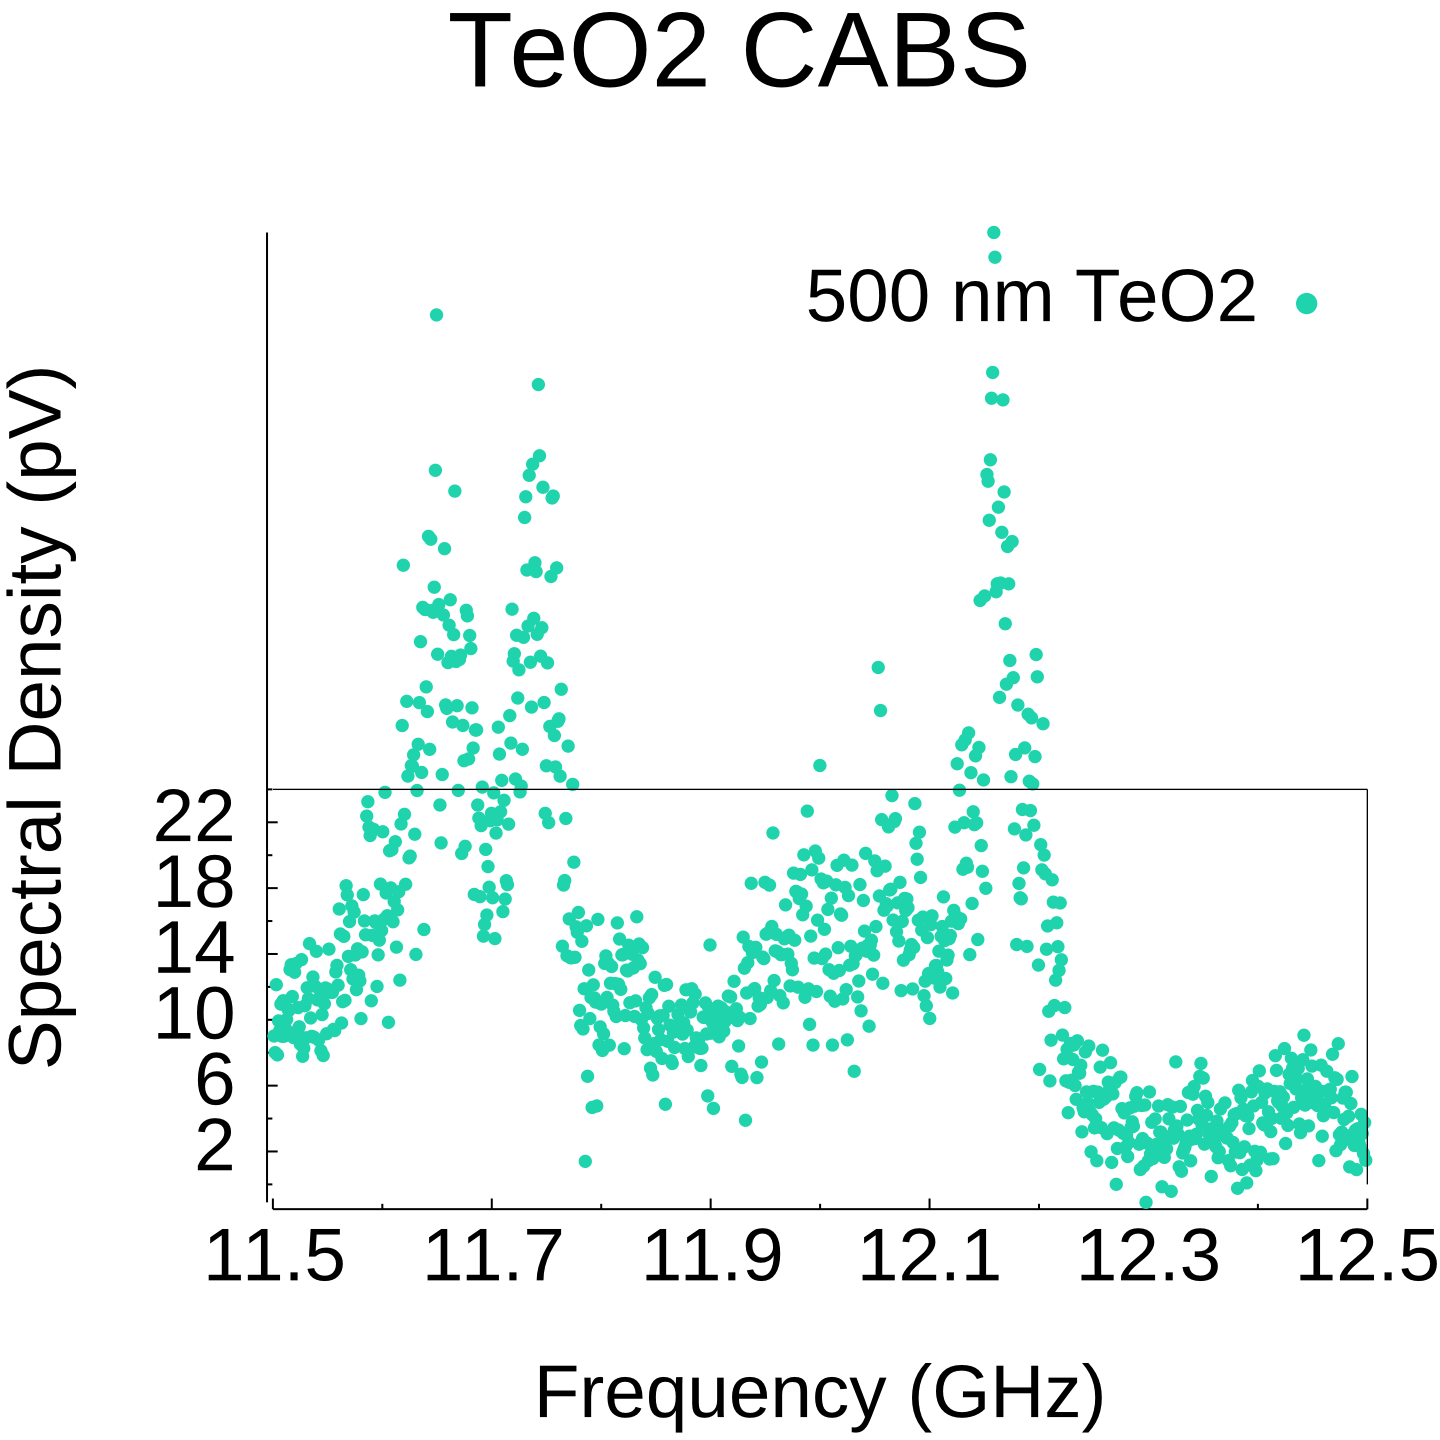 TeO2 CABS
500 nm TeO2
Spectral Density (pV)
22
18
14
10
6
2
11.5 11.7 11.9 12.1 12.3 12.5
Frequency (GHz)